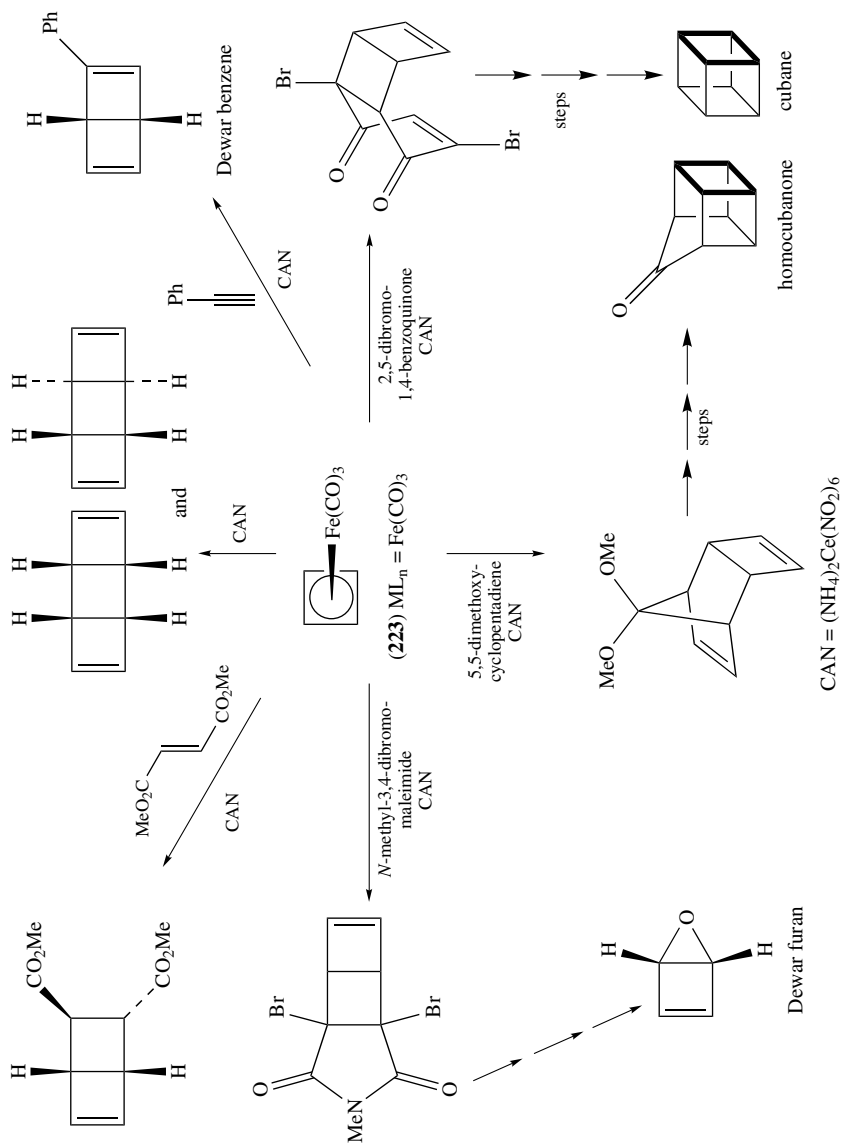 H
CO2Me
H
CO2Me
MeO2C
CO2Me
CAN
H
H
H
H
and
H
H
H
H
CAN
Ph
CAN
H
Ph
H
Dewar benzene
O
Br
MeN
O
Br
N-methyl-3,4-dibromo-
maleimide
CAN
Fe(CO)3
(223) MLn = Fe(CO)3
2,5-dibromo-
1,4-benzoquinone
CAN
Br
O
O
Br
steps
5,5-dimethoxy-
cyclopentadiene
CAN
H
O
H
Dewar furan
MeO
OMe
steps
O
homocubanone
cubane
CAN = (NH4)2Ce(NO2)6